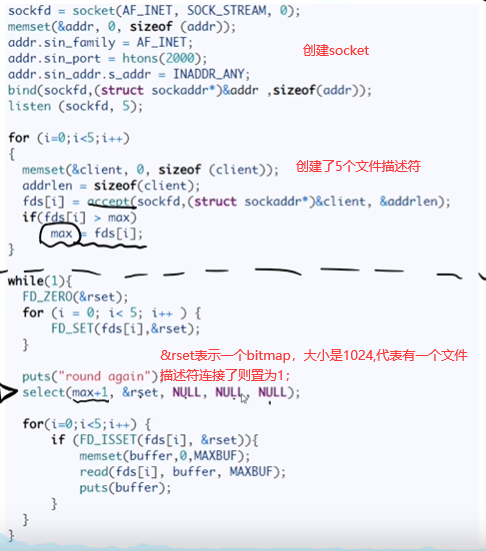 sockfd = socket(AF_INET, SOCK_STREAM, 0);
memset(&addr, 0, sizeof (addr));
addr.sin_family = AF_INET;
addr.sin_port = htons(2000);
addr.sin_addr.s_addr = INADDR_ANY;
创建socket
bind(sockfd,(struct sockaddr*)&addr ,sizeof(addr));
listen (sockfd, 5);
for (i=0;i<5;i++)
{
memset(&client, 0, sizeof (client));
创建了5个文件描述符
addrlen = sizeof(client);
fds[i] = accept(sockfd,(struct sockaddr*)&client, &addrlen);
if(fds[i] > max)
max = fds[i];
}
while(1){
FD_ZERO(&rset);
for (i = 0; i< 5; i++ ) {
FD_SET(fds[i],&rset);
}
&rset表示一个bitmap，大小是1024,代表有一个文件
描述符连接了则置为1；
puts("round again")
select(max+1, &rset, NULL, NULL, NULL);
for(i=0;i<5;i++) {
if (FD_ISSET(fds[i], &rset)){
memset(buffer,0,MAXBUF);
read(fds[i], buffer, MAXBUF);
puts(buffer);
}
}
}